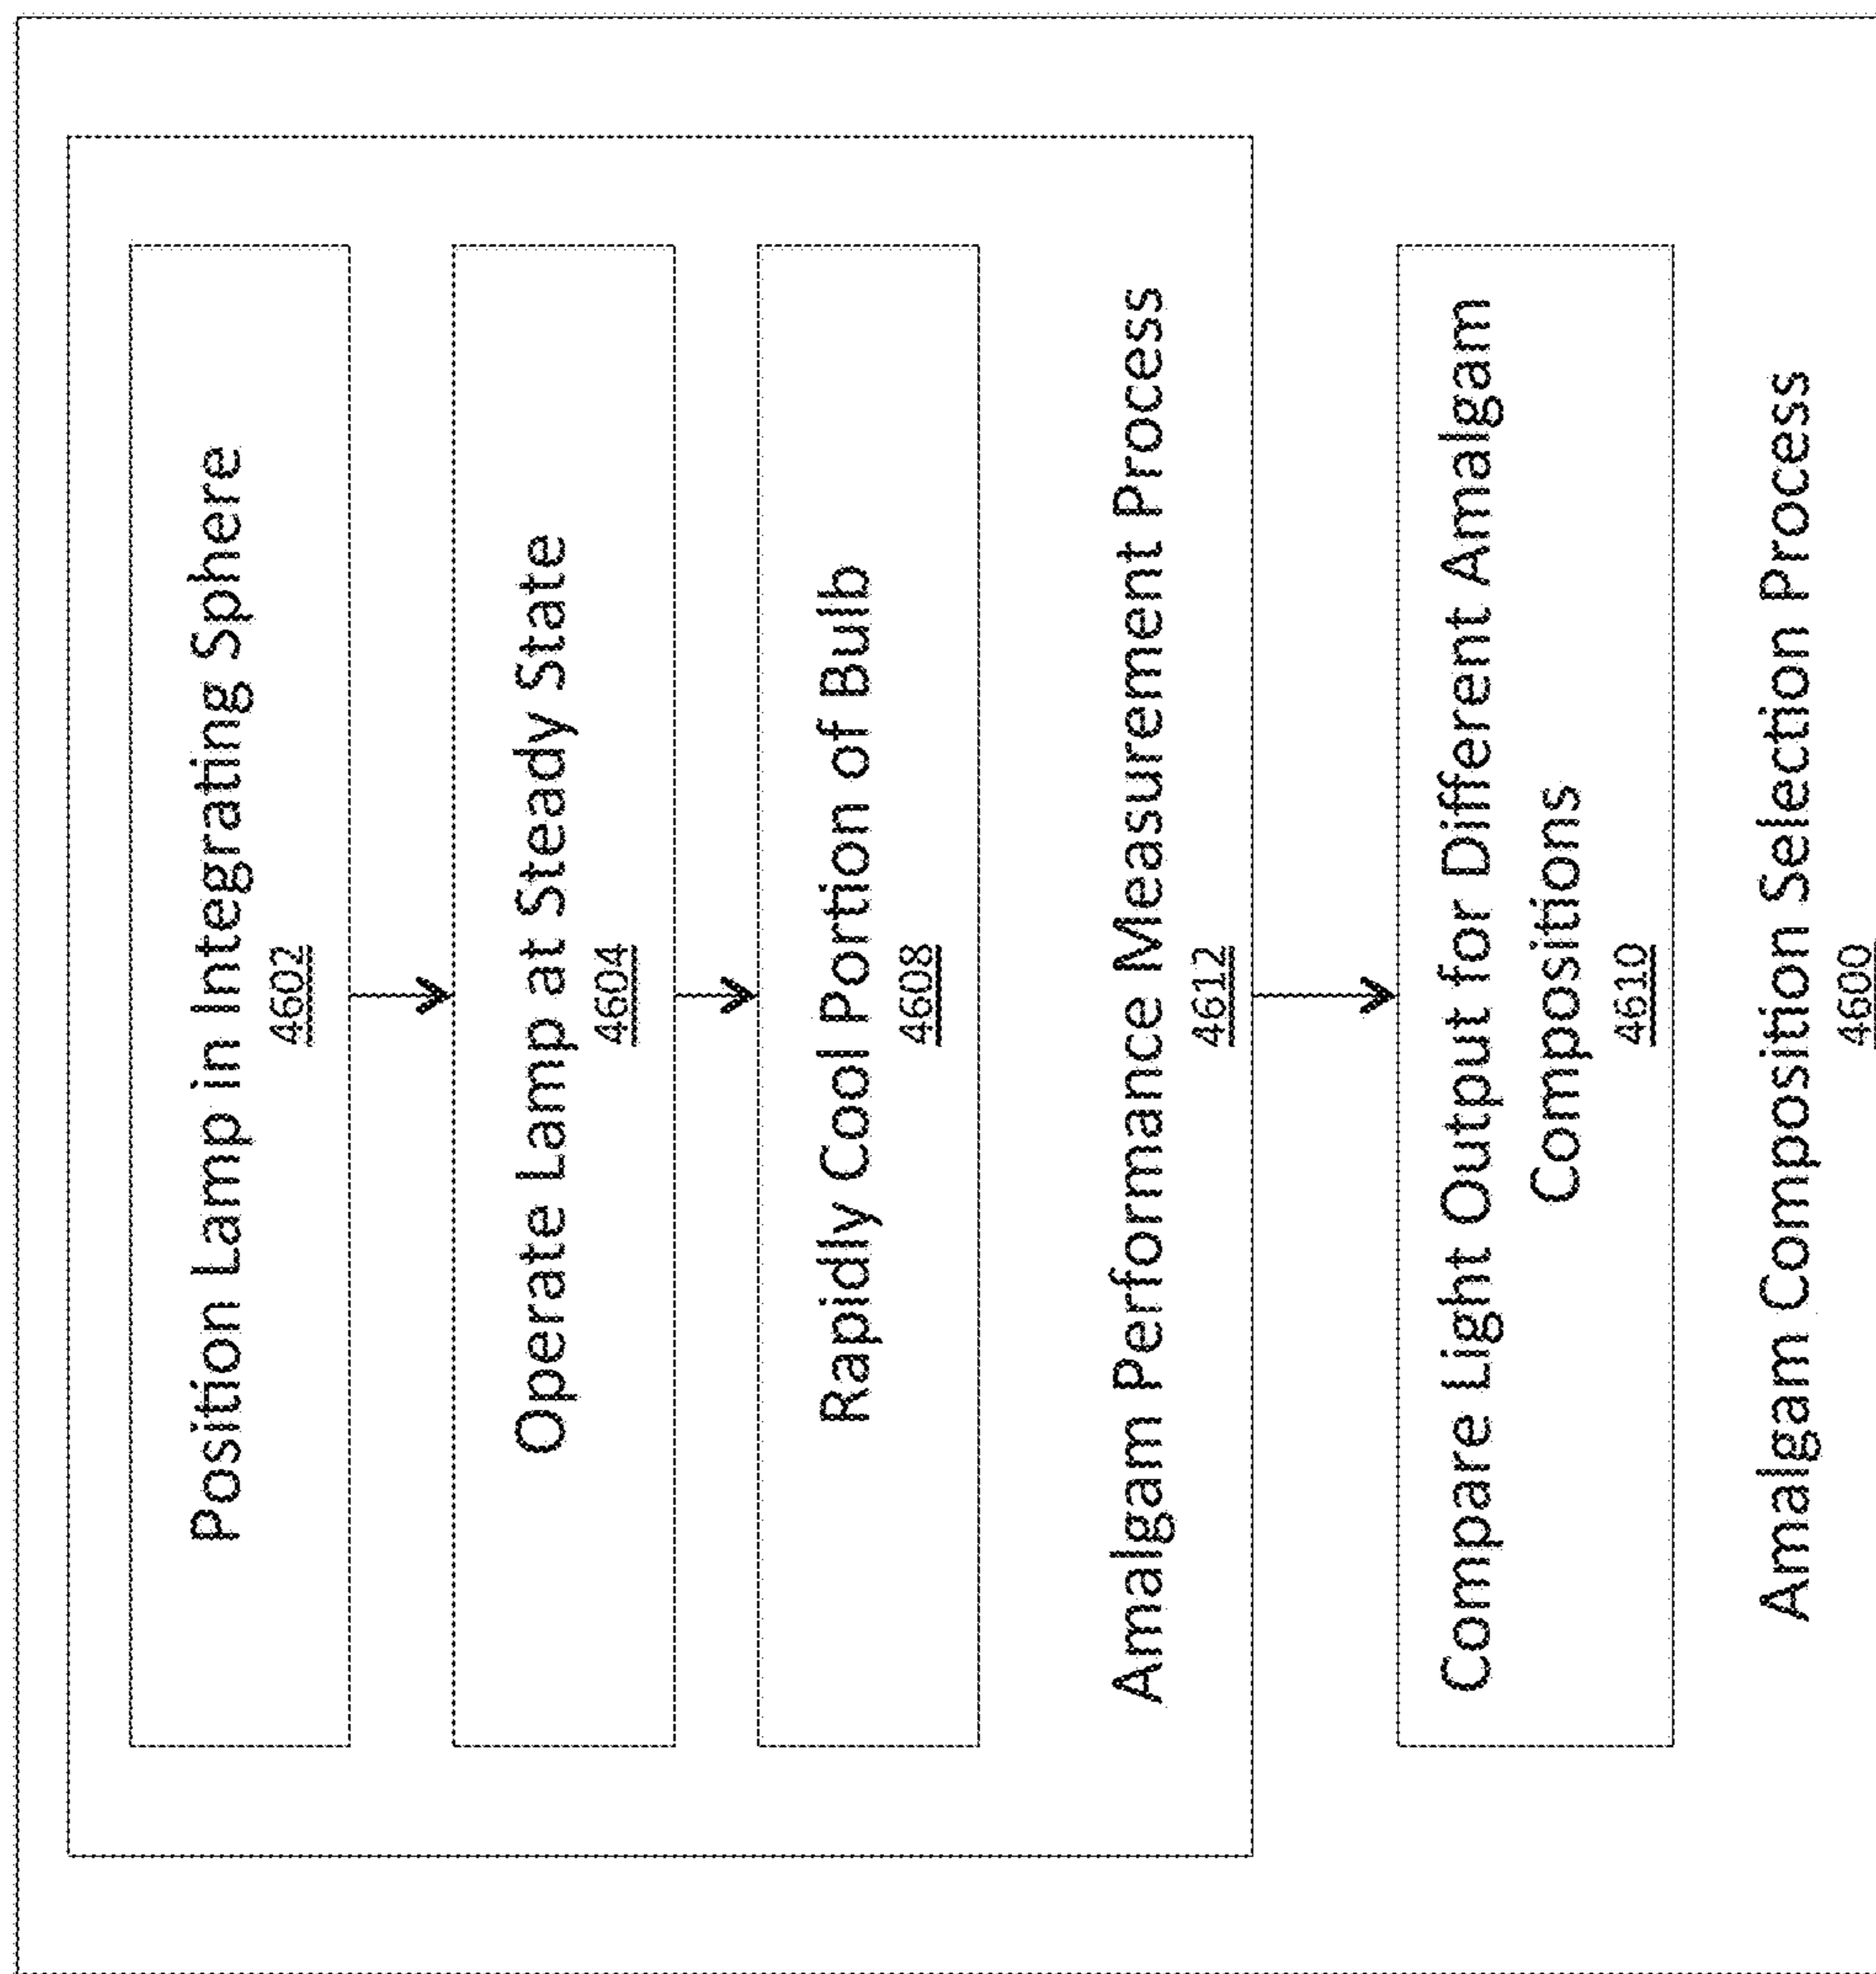 Position Lamp in Integrating Sphere
4602
Operate Lamp at Steady State
4604
Rapidly Cool Portion of Bulb
4608
Amalgam Performance Measurement Process
4612
Compare Light Output for Different Amalgam
Compositions
4610
Amalgam Composition Selection Process
4600